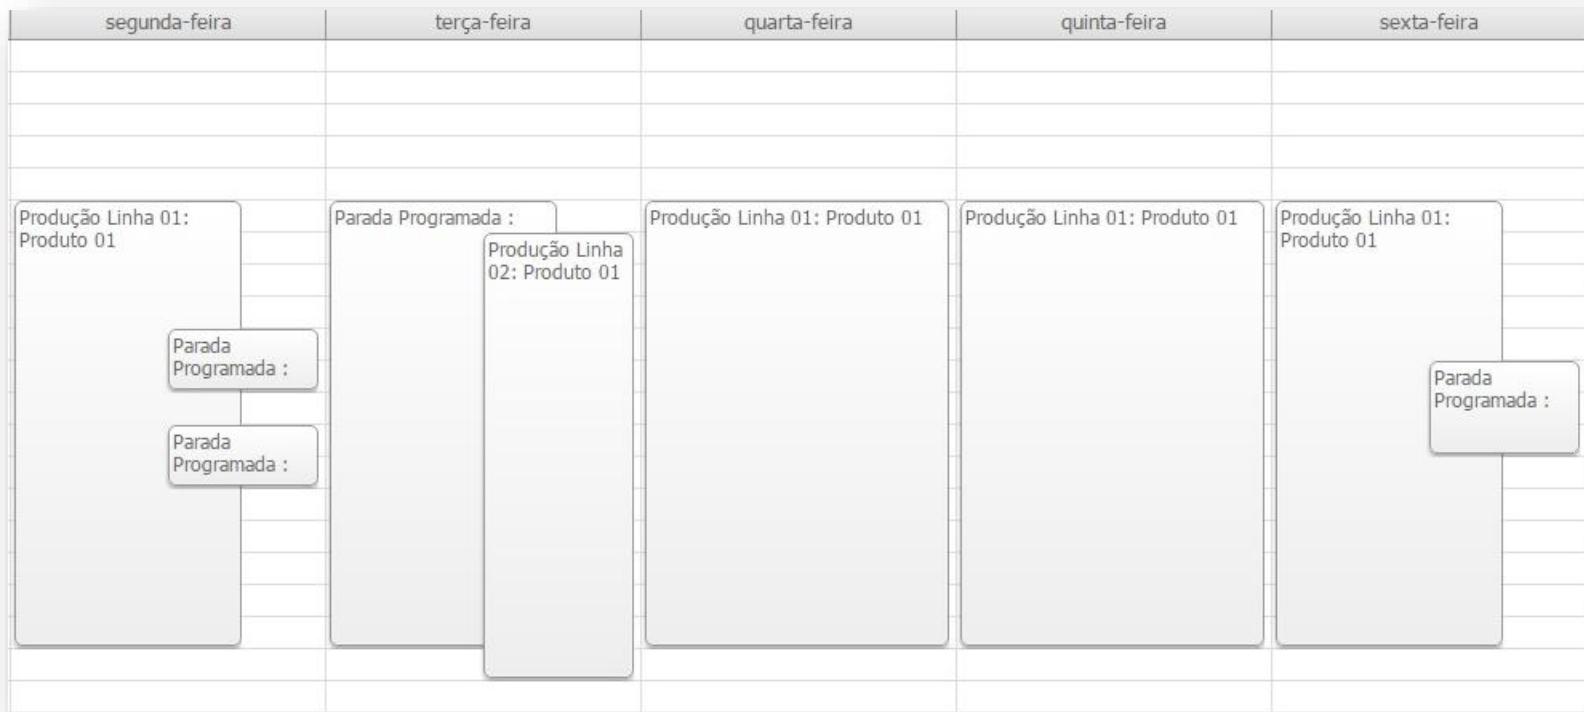 segunda-feira
terça-feira
quarta-feira
quinta-feira
sexta-feira
Produção Linha 01:
Produto 01
Parada
Programada :
Parada
Programada :
Parada Programada :
Produção Linha
02: Produto 01
Produção Linha 01: Produto 01
Produção Linha 01: Produto 01
Produção Linha 01:
Produto 01
Parada
Programada :